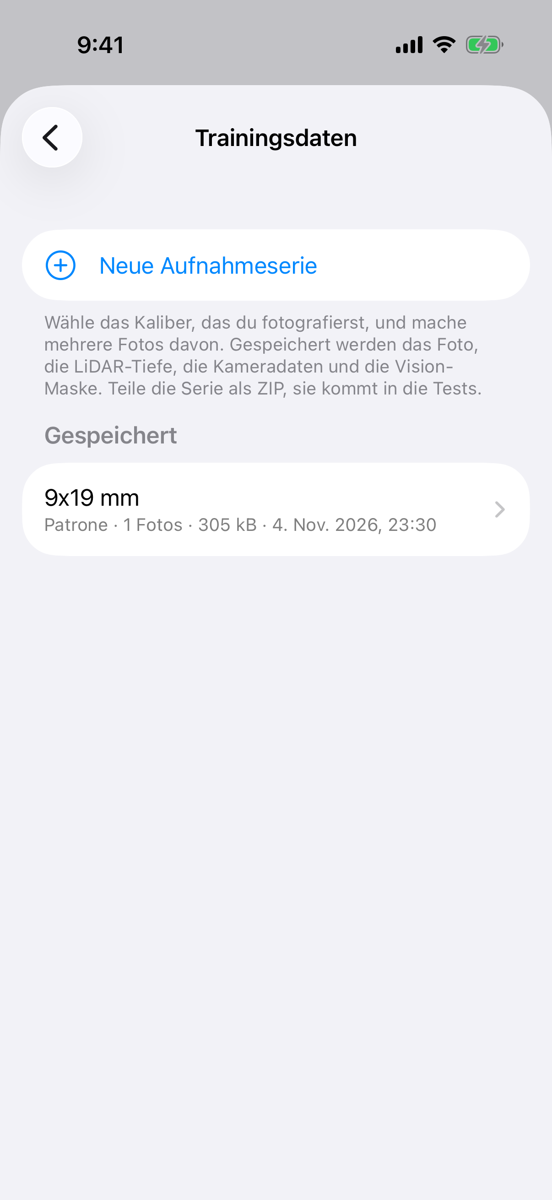 9:41
Trainingsdaten
Neue Aufnahmeserie
Wähle das Kaliber, das du fotografierst, und mache
mehrere Fotos davon. Gespeichert werden das Foto,
die LiDAR-Tiefe, die Kameradaten und die Vision-
Maske. Teile die Serie als ZIP, sie kommt in die Tests.
Gespeichert
9x19 mm
Patrone · 1 Fotos · 305 kB · 4. Nov. 2026, 23:30